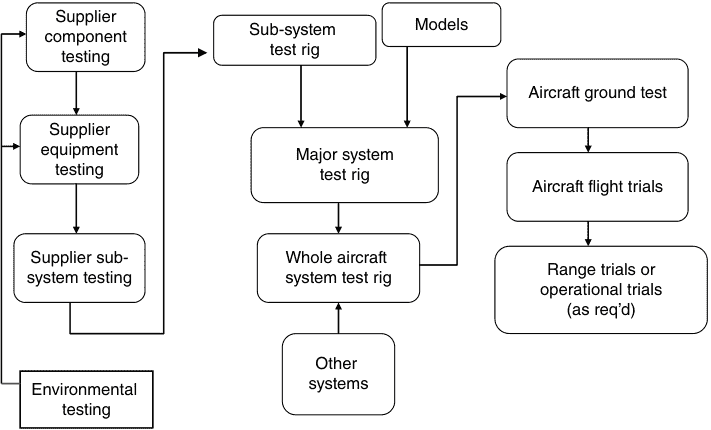 Supplier
component
testing
Supplier
equipment
testing
Supplier sub-
system testing
Environmental
testing
Sub-system
test rig
Models
Major system
test rig
Whole aircraft
system test rig
Other
systems
Aircraft ground test
Aircraft flight trials
Range trials or
operational trials
(as req’d)